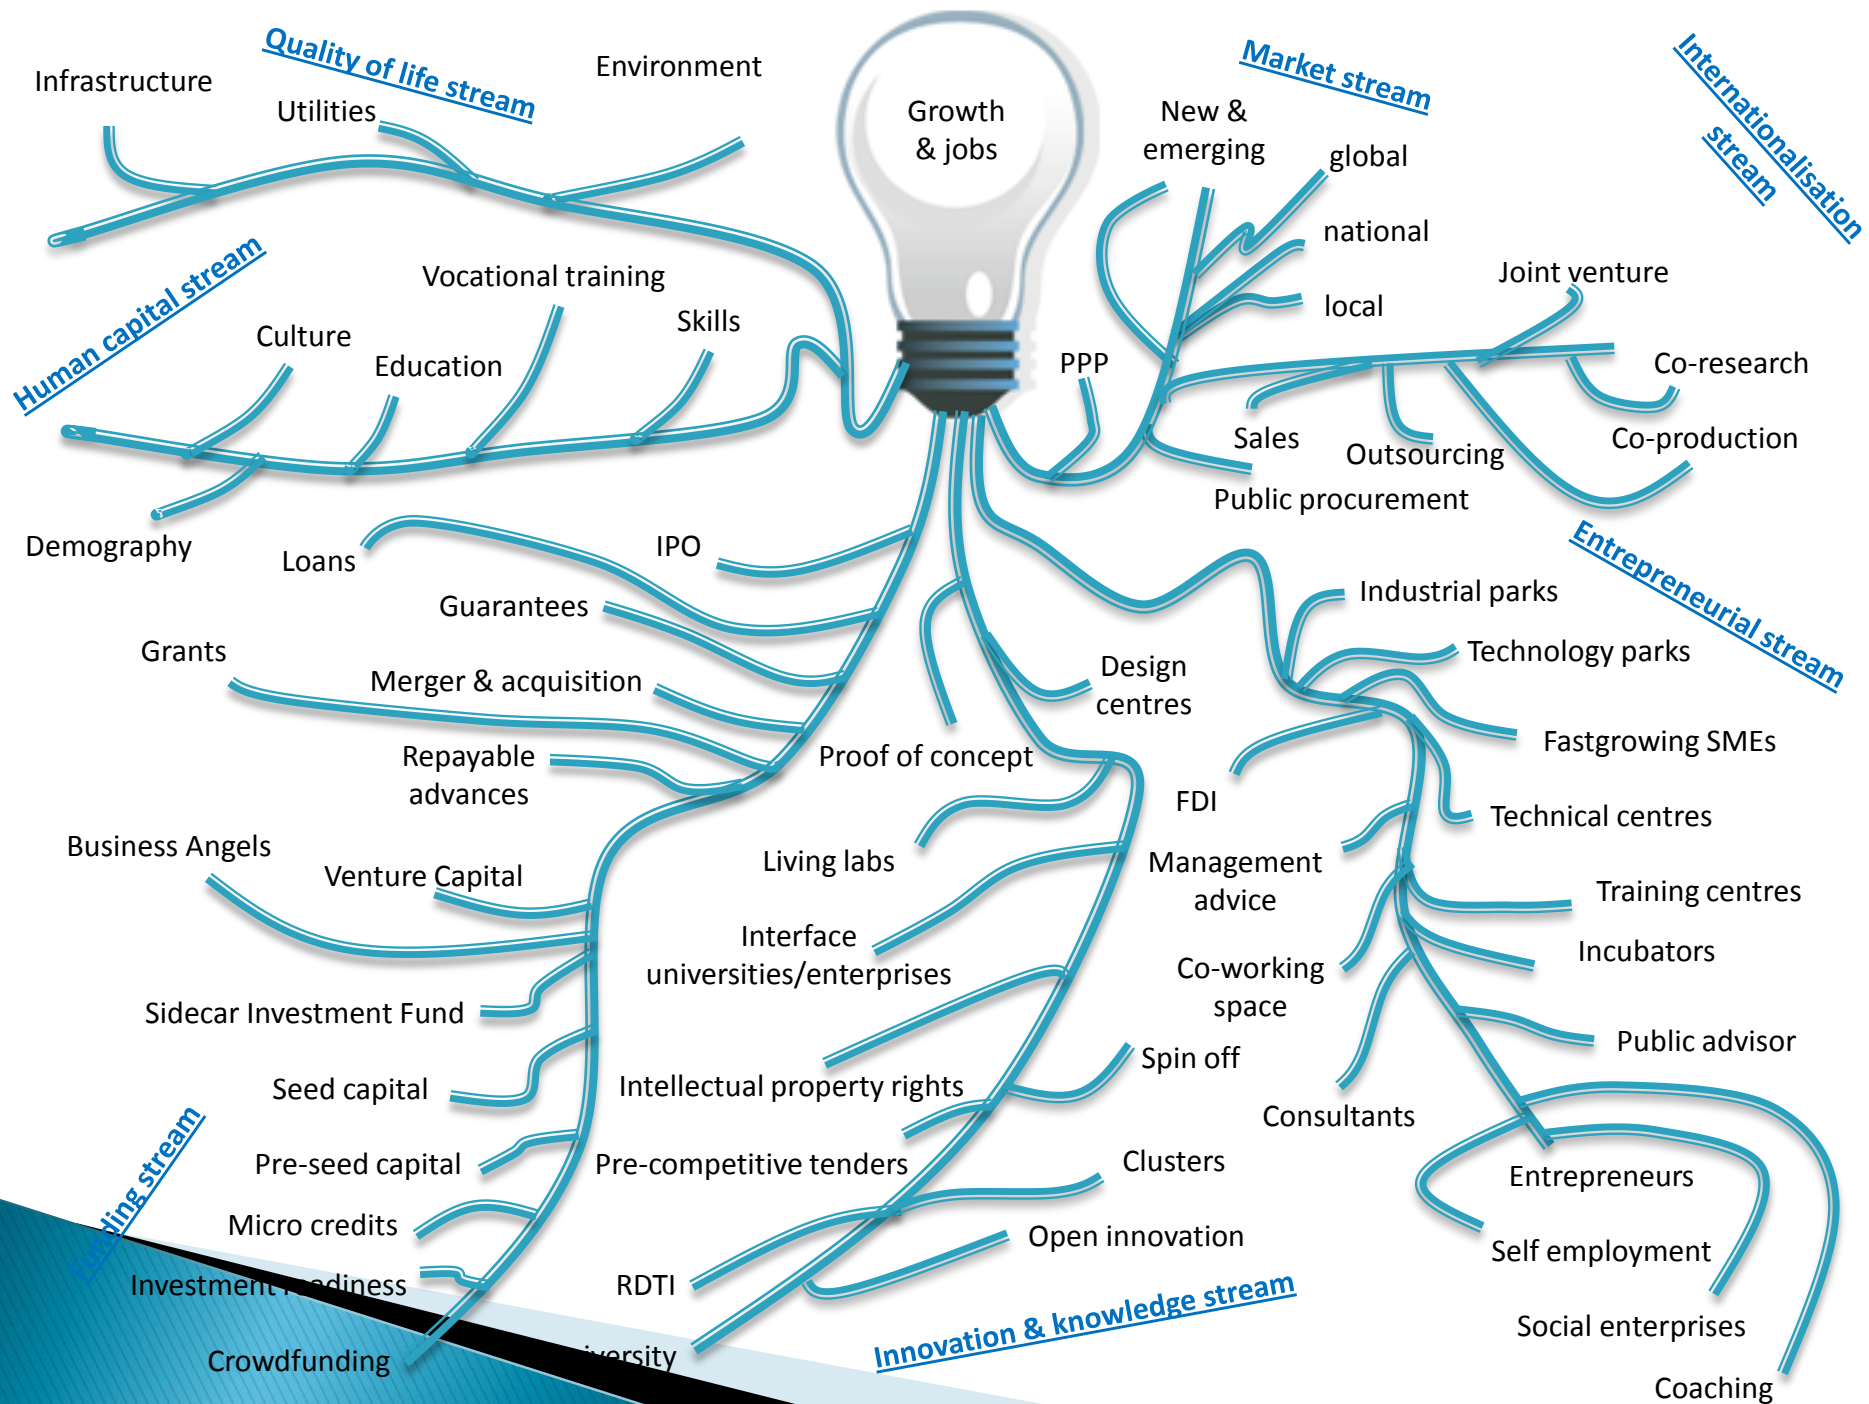 Quality of life stream
Infrastructure
Utilities
Environment
Growth
& jobs
Market stream
New &
emerging
global
national
local
Internationalisation
stream
Human capital stream
Vocational training
Culture
Education
Skills
Demography
PPP
Joint venture
Co-research
Sales
Outsourcing
Co-production
Public procurement
Loans
IPO
Guarantees
Grants
Merger & acquisition
Repayable
advances
Business Angels
Venture Capital
Sidecar Investment Fund
Seed capital
Pre-seed capital
Micro credits
Investment readiness
Crowdfunding
Funding stream
Proof of concept
Design
centres
Living labs
Interface
universities/enterprises
Intellectual property rights
Spin off
Pre-competitive tenders
Clusters
Open innovation
RDTI
Innovation & knowledge stream
Entrepreneurial stream
Industrial parks
Technology parks
Fastgrowing SMEs
FDI
Technical centres
Management
advice
Training centres
Incubators
Co-working
space
Public advisor
Consultants
Entrepreneurs
Self employment
Social enterprises
Coaching